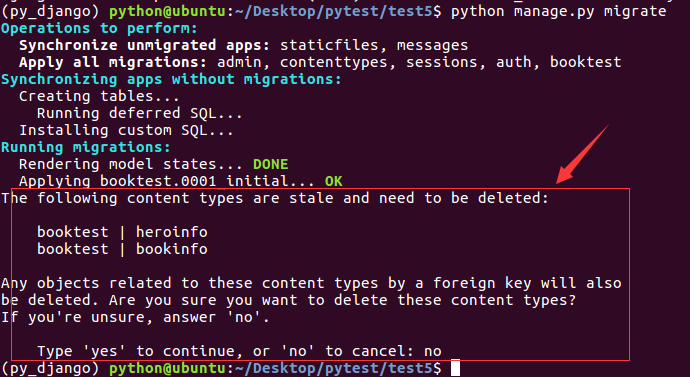 (py_django) python@ubuntu:~/Desktop/pytest/test5$ python manage.py migrate
Operations to perform:
  Synchronize unmigrated apps: staticfiles, messages
  Apply all migrations: admin, contenttypes, sessions, auth, booktest
Synchronizing apps without migrations:
  Creating tables...
    Running deferred SQL...
  Installing custom SQL...
Running migrations:
  Rendering model states... DONE
  Applying booktest.0001_initial... OK
The following content types are stale and need to be deleted:

    booktest | heroinfo
    booktest | bookinfo

Any objects related to these content types by a foreign key will also
be deleted. Are you sure you want to delete these content types?
If you're unsure, answer 'no'.

    Type 'yes' to continue, or 'no' to cancel: no
(py_django) python@ubuntu:~/Desktop/pytest/test5$